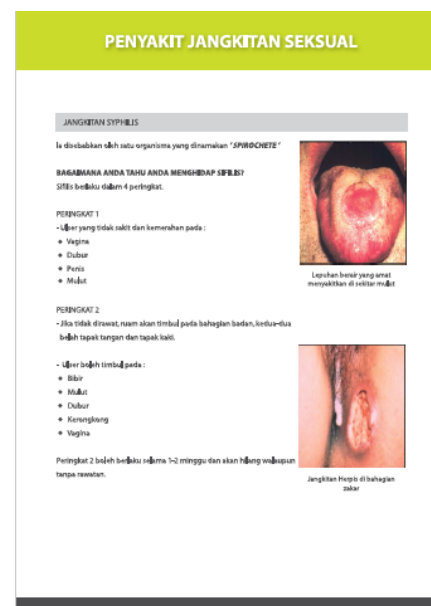 PENYAKIT JANGKITAN SEKSUAL
JANGKITAN SYPHILIS
Ia disebabkan oleh satu organisma yang dinamakan "SPIROCHETE"
BAGAIMANA ANDA TAHU ANDA MENGHIDAP SIFILIS?
Sifilis berlaku dalam 4 peringkat.
PERINGKAT 1
- Ulser yang tidak sakit dan kemerahan pada :
Vagina
Dubur
Penis
Mulut
Lepuhan berair yang amat
menyakitkan di sekitar mulut
PERINGKAT 2
- Jika tidak dirawat, ruam akan timbul pada bahagian badan, kedua-dua
belah tapak tangan dan tapak kaki.
- Ulser boleh timbul pada :
Bibir
Mulut
Dubur
Kerongkong
Vagina
Peringkat 2 boleh berlaku selama 1-2 minggu dan akan hilang walaupun
tanpa rawatan.
Jangkitan Herpis di bahagian
zakar